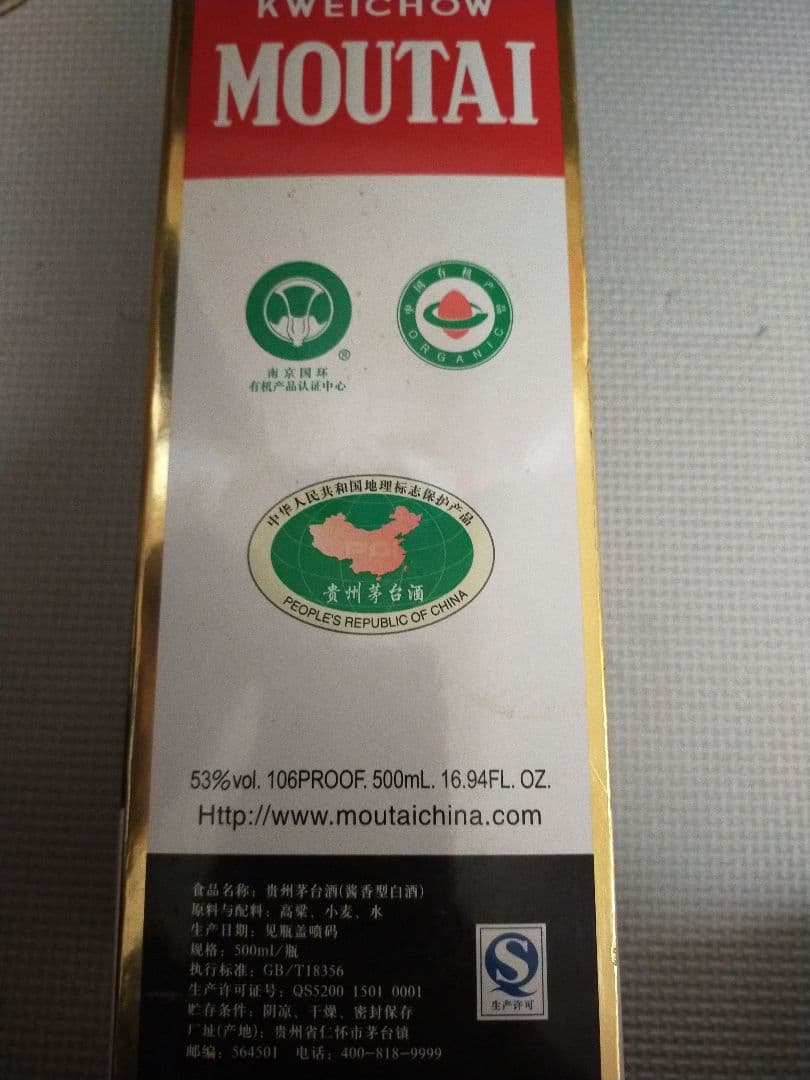 KWEICHOW
MOUTAI
®
南京国环
有机产品认证中心
中国有机产品
ORGANIC
中华人民共和国地理标志保护产品
贵州茅台酒
PEOPLE'S REPUBLIC OF CHINA
53%vol. 106PROOF. 500mL. 16.94FL. OZ.
Http://www.moutaichina.com
食品名称：贵州茅台酒(酱香型白酒)
原料与配料：高粱、小麦、水
生产日期：见瓶盖喷码
规格：500ml/瓶
执行标准：GB/T18356
生产许可证号：QS5200 1501 0001
贮存条件：阴凉、干燥、密封保存
厂址(产地)：贵州省仁怀市茅台镇
邮编：564501 电话：400-818-9999
S
生产许可